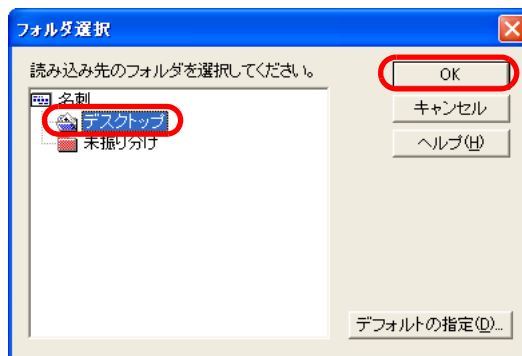 フォルダ選択
読み込み先のフォルダを選択してください。
名刺
デスクトップ
未振り分け
OK
キャンセル
ヘルプ(H)
デフォルトの指定(D)...